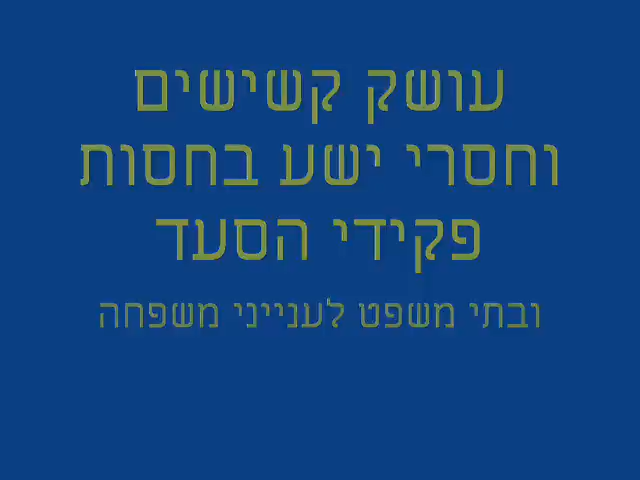 עושק קשישים
וחסרי ישע בחסות
פקידי הסעד
ובתי משפט לענייני משפחה